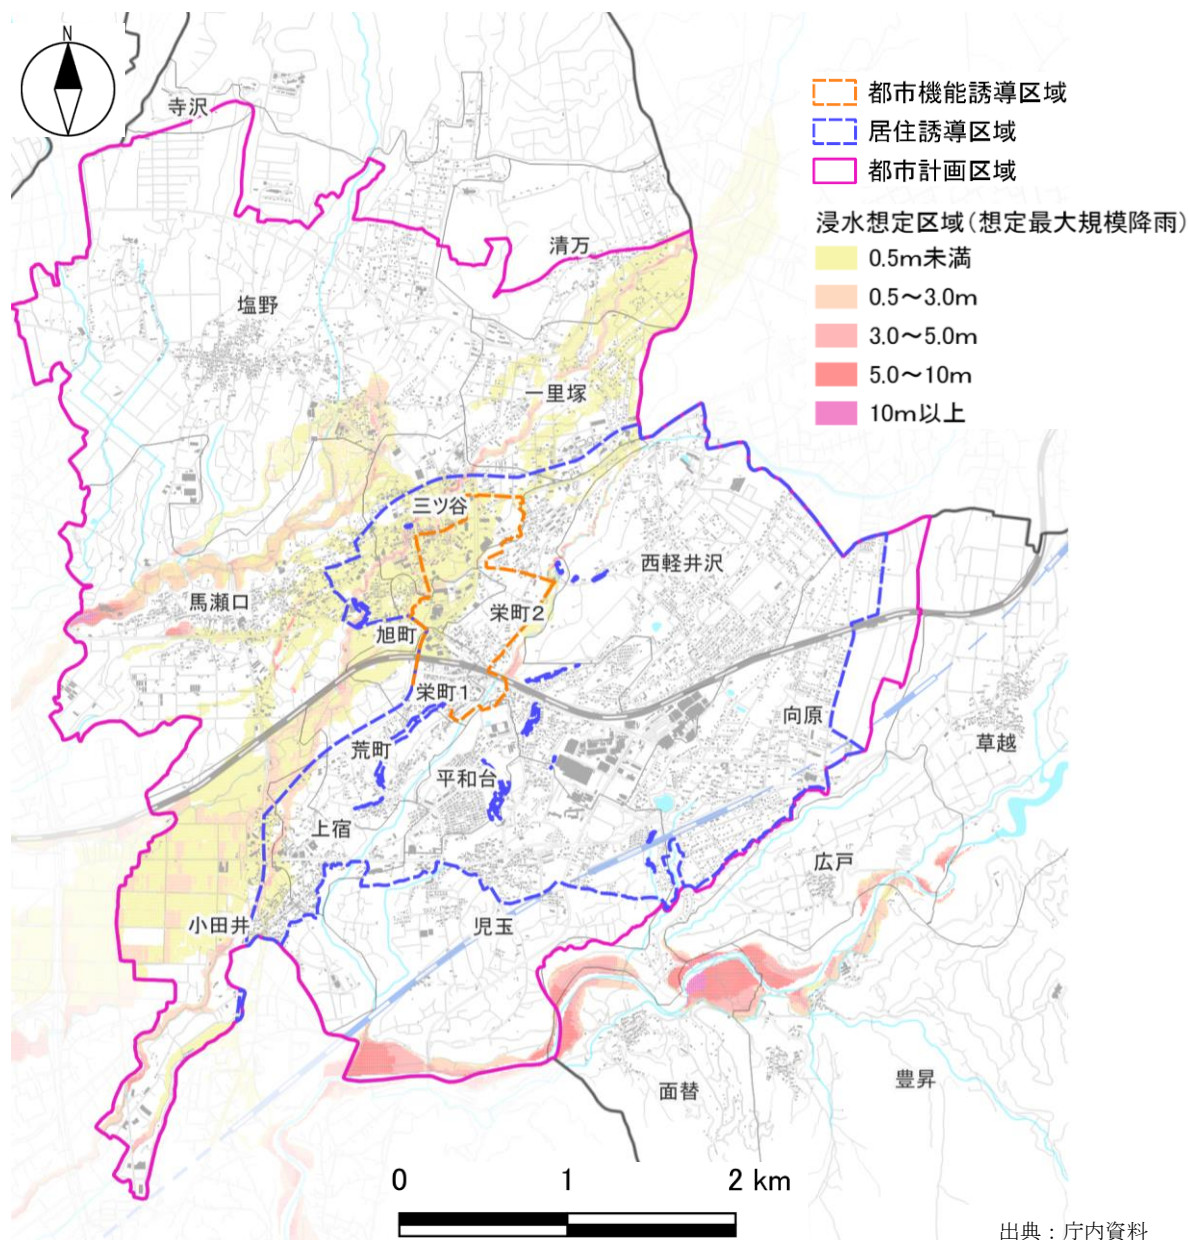 N
都市機能誘導区域
居住誘導区域
都市計画区域
浸水想定区域(想定最大規模降雨)
0.5m未満
0.5～3.0m
3.0～5.0m
5.0～10m
10m以上
寺沢
清万
塩野
一里塚
三ツ谷
西軽井沢
馬瀬口
栄町2
旭町
栄町1
向原
草越
荒町
平和台
上宿
広戸
小田井
児玉
面替
豊昇
0 1 2 km
出典：庁内資料